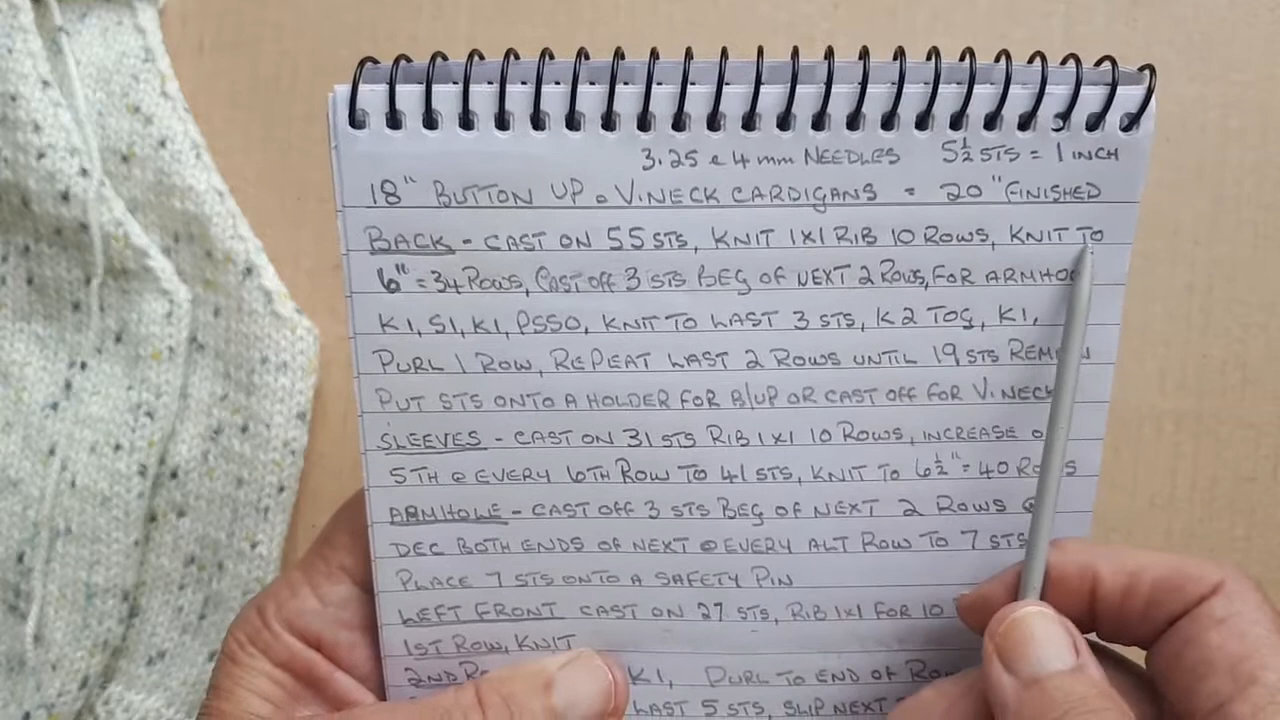 3.25 e 4 mm NEEDLES 5½ STS = 1 INCH
18" BUTTON UP o V.NECK CARDIGANS = 20" FINISHED
BACK - CAST ON 55 STS, KNIT 1X1 RIB 10 ROWS, KNIT TO
6" = 34 ROWS, CAST OFF 3 STS BEG OF NEXT 2 ROWS, FOR ARMHO
K1, S1, K1, PSSO, KNIT TO LAST 3 STS, K2 TOG, K1,
PURL 1 ROW, REPEAT LAST 2 ROWS UNTIL 19 STS REM
PUT STS ONTO A HOLDER FOR B/UP OR CAST OFF FOR V.NECK
SLEEVES - CAST ON 31 STS RIB 1X1 10 ROWS, INCREASE
5TH e EVERY 6TH ROW TO 41 STS, KNIT TO 6½" = 40 RO S
ARMHOLE - CAST OFF 3 STS BEG OF NEXT 2 ROWS
DEC BOTH ENDS OF NEXT e EVERY ALT ROW TO 7 STS
PLACE 7 STS ONTO A SAFETY PIN
LEFT FRONT CAST ON 27 STS, RIB 1X1 FOR 10
1ST ROW, KNIT
2ND RO K1, PURL TO END OF ROW
LAST 5 STS, SLIP NEXT